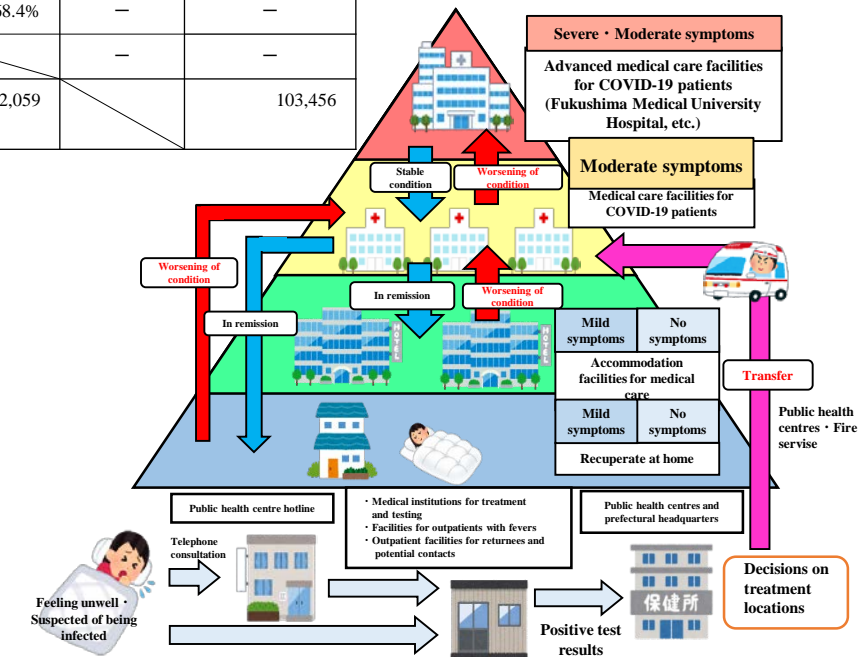 68.4% － －
－ －
2,059 103,456
Severe・Moderate symptoms
Advanced medical care facilities
for COVID-19 patients
(Fukushima Medical University
Hospital, etc.)
Stable
condition
Worsening of
condition
Moderate symptoms
Medical care facilities for
COVID-19 patients
Worsening of
condition
In remission
In remission
Worsening of
condition
HOTEL
HOTEL
Mild
symptoms
No
symptoms
Accommodation
facilities for medical
care
Transfer
Mild
symptoms
No
symptoms
Recuperate at home
Public health
centres・Fire
servise
Public health centre hotline
・Medical institutions for treatment
and testing
・Facilities for outpatients with fevers
・Outpatient facilities for returnees and
potential contacts
Public health centres and
prefectural headquarters
Telephone
consultation
Feeling unwell・
Suspected of being
infected
保健所
Positive test
results
Decisions on
treatment
locations